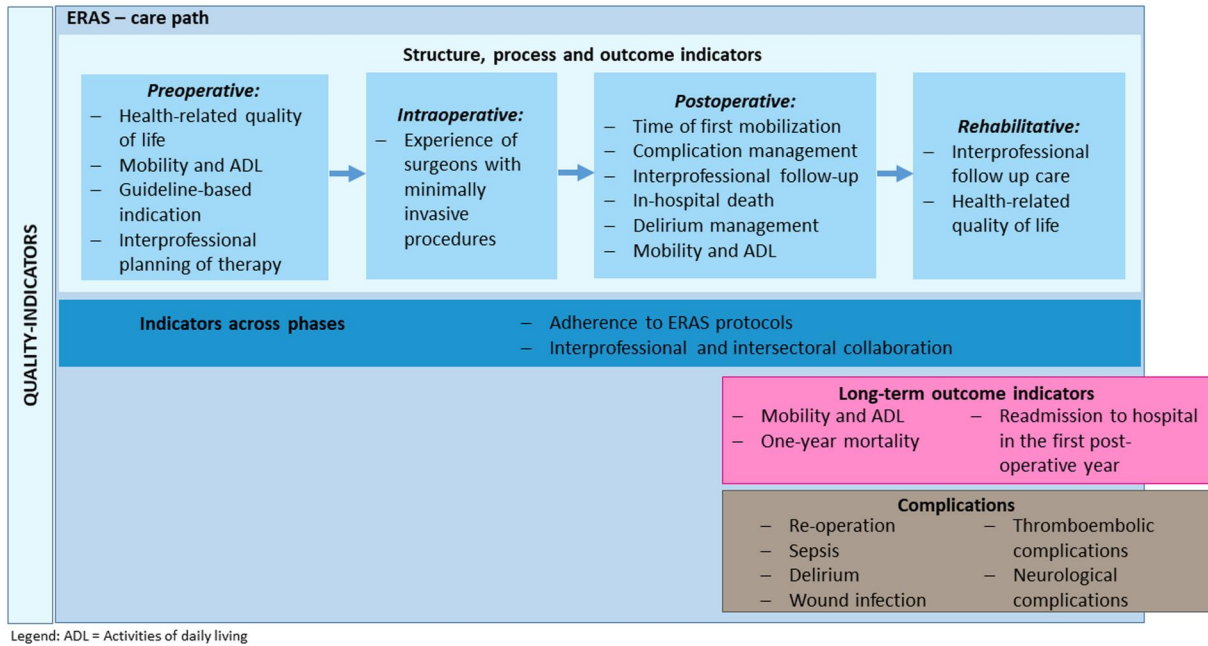 QUALITY-INDICATORS
ERAS – care path
Structure, process and outcome indicators
Preoperative:
– Health-related quality
of life
– Mobility and ADL
– Guideline-based
indication
– Interprofessional
planning of therapy
Intraoperative:
– Experience of
surgeons with
minimally
invasive
procedures
Postoperative:
– Time of first mobilization
– Complication management
– Interprofessional follow-up
– In-hospital death
– Delirium management
– Mobility and ADL
Rehabilitative:
– Interprofessional
follow up care
– Health-related
quality of life
Indicators across phases
– Adherence to ERAS protocols
– Interprofessional and intersectoral collaboration
Long-term outcome indicators
– Mobility and ADL
– One-year mortality
– Readmission to hospital
in the first post-
operative year
Complications
– Re-operation
– Sepsis
– Delirium
– Wound infection
– Thromboembolic
complications
– Neurological
complications
Legend: ADL = Activities of daily living